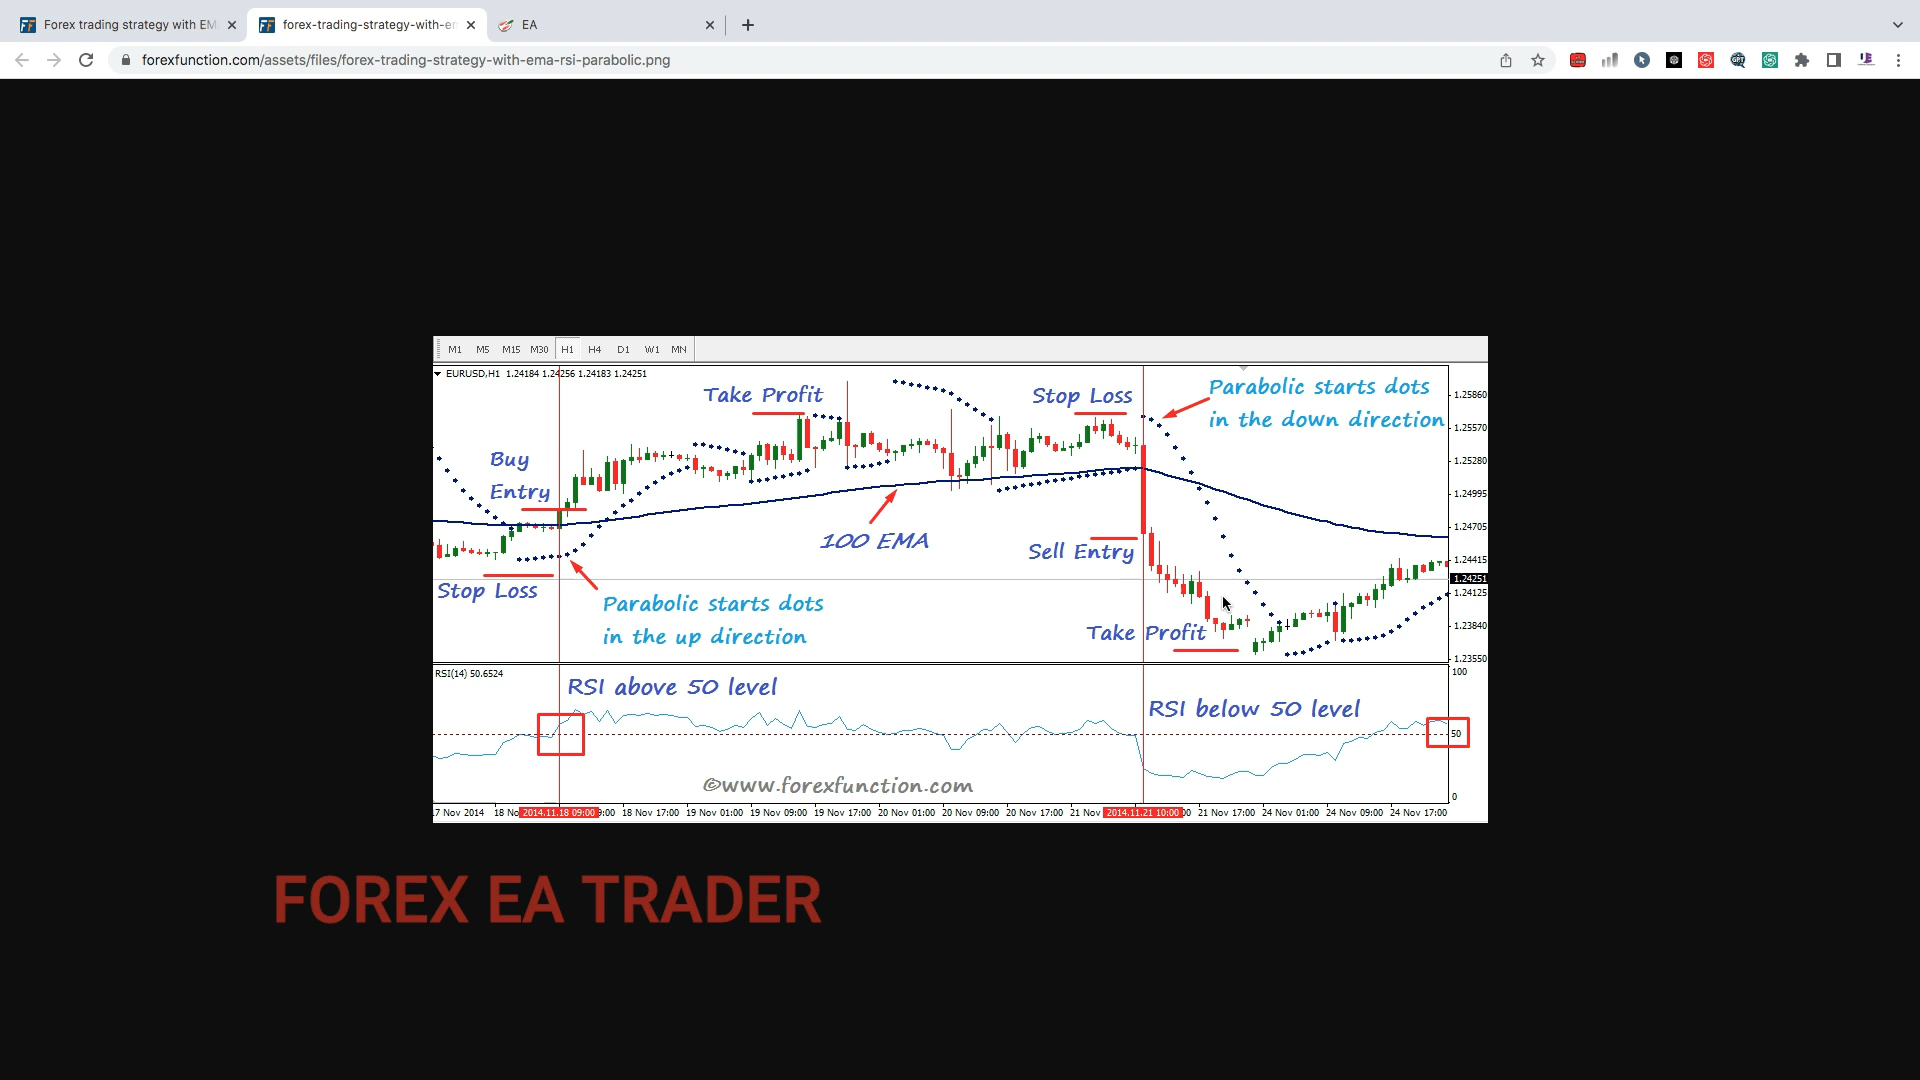 Forex trading strategy with EM
forex-trading-strategy-with-em
EA
forexfunction.com/assets/files/forex-trading-strategy-with-ema-rsi-parabolic.png
M1 M5 M15 M30 H1 H4 D1 W1 MN
EURUSD,H1 1.24184 1.24256 1.24183 1.24251
Take Profit
Stop Loss
Parabolic starts dots
in the down direction
Buy
Entry
100 EMA
Sell Entry
Stop Loss
Parabolic starts dots
in the up direction
Take Profit
1.25860
1.25570
1.25280
1.24995
1.24705
1.24415
1.24251
1.24125
1.23840
1.23550
RSI(14) 50.6524
RSI above 50 level
RSI below 50 level
100
50
0
©www.forexfunction.com
17 Nov 2014 18 No 2014.11.18 09:00 :00 18 Nov 17:00 19 Nov 01:00 19 Nov 09:00 19 Nov 17:00 20 Nov 01:00 20 Nov 09:00 20 Nov 17:00 21 Nov 2014.11.21 10:00 00 21 Nov 17:00 24 Nov 01:00 24 Nov 09:00 24 Nov 17:00
FOREX EA TRADER